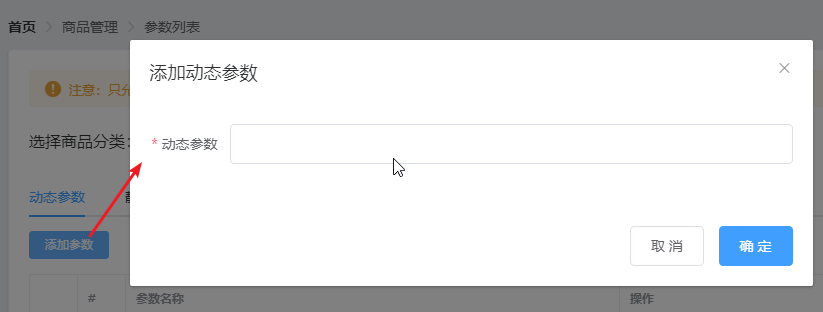 首页 商品管理 参数列表
添加动态参数
注意：只
选择商品分类：
* 动态参数
动态参数
添加参数
取 消 确 定
# 参数名称 操作